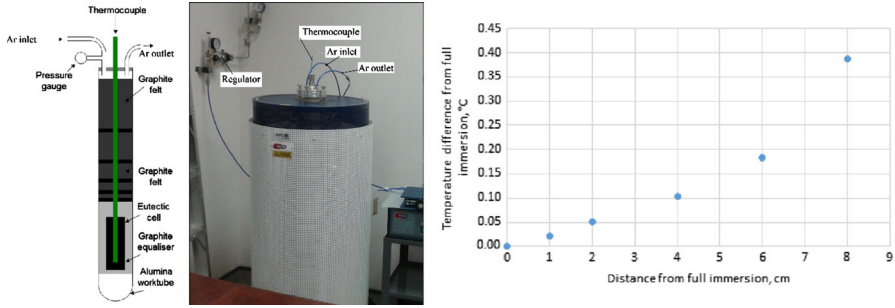 Thermocouple
Ar inlet
Ar outlet
Pressure
gauge
Graphite
felt
Graphite
felt
Eutectic
cell
Graphite
equaliser
Alumina
worktube
Thermocouple
Ar inlet
Ar outlet
Regulator
Temperature difference from full
immersion, °C
0.45
0.40
0.35
0.30
0.25
0.20
0.15
0.10
0.05
0.00
0 1 2 3 4 5 6 7 8 9
Distance from full immersion, cm